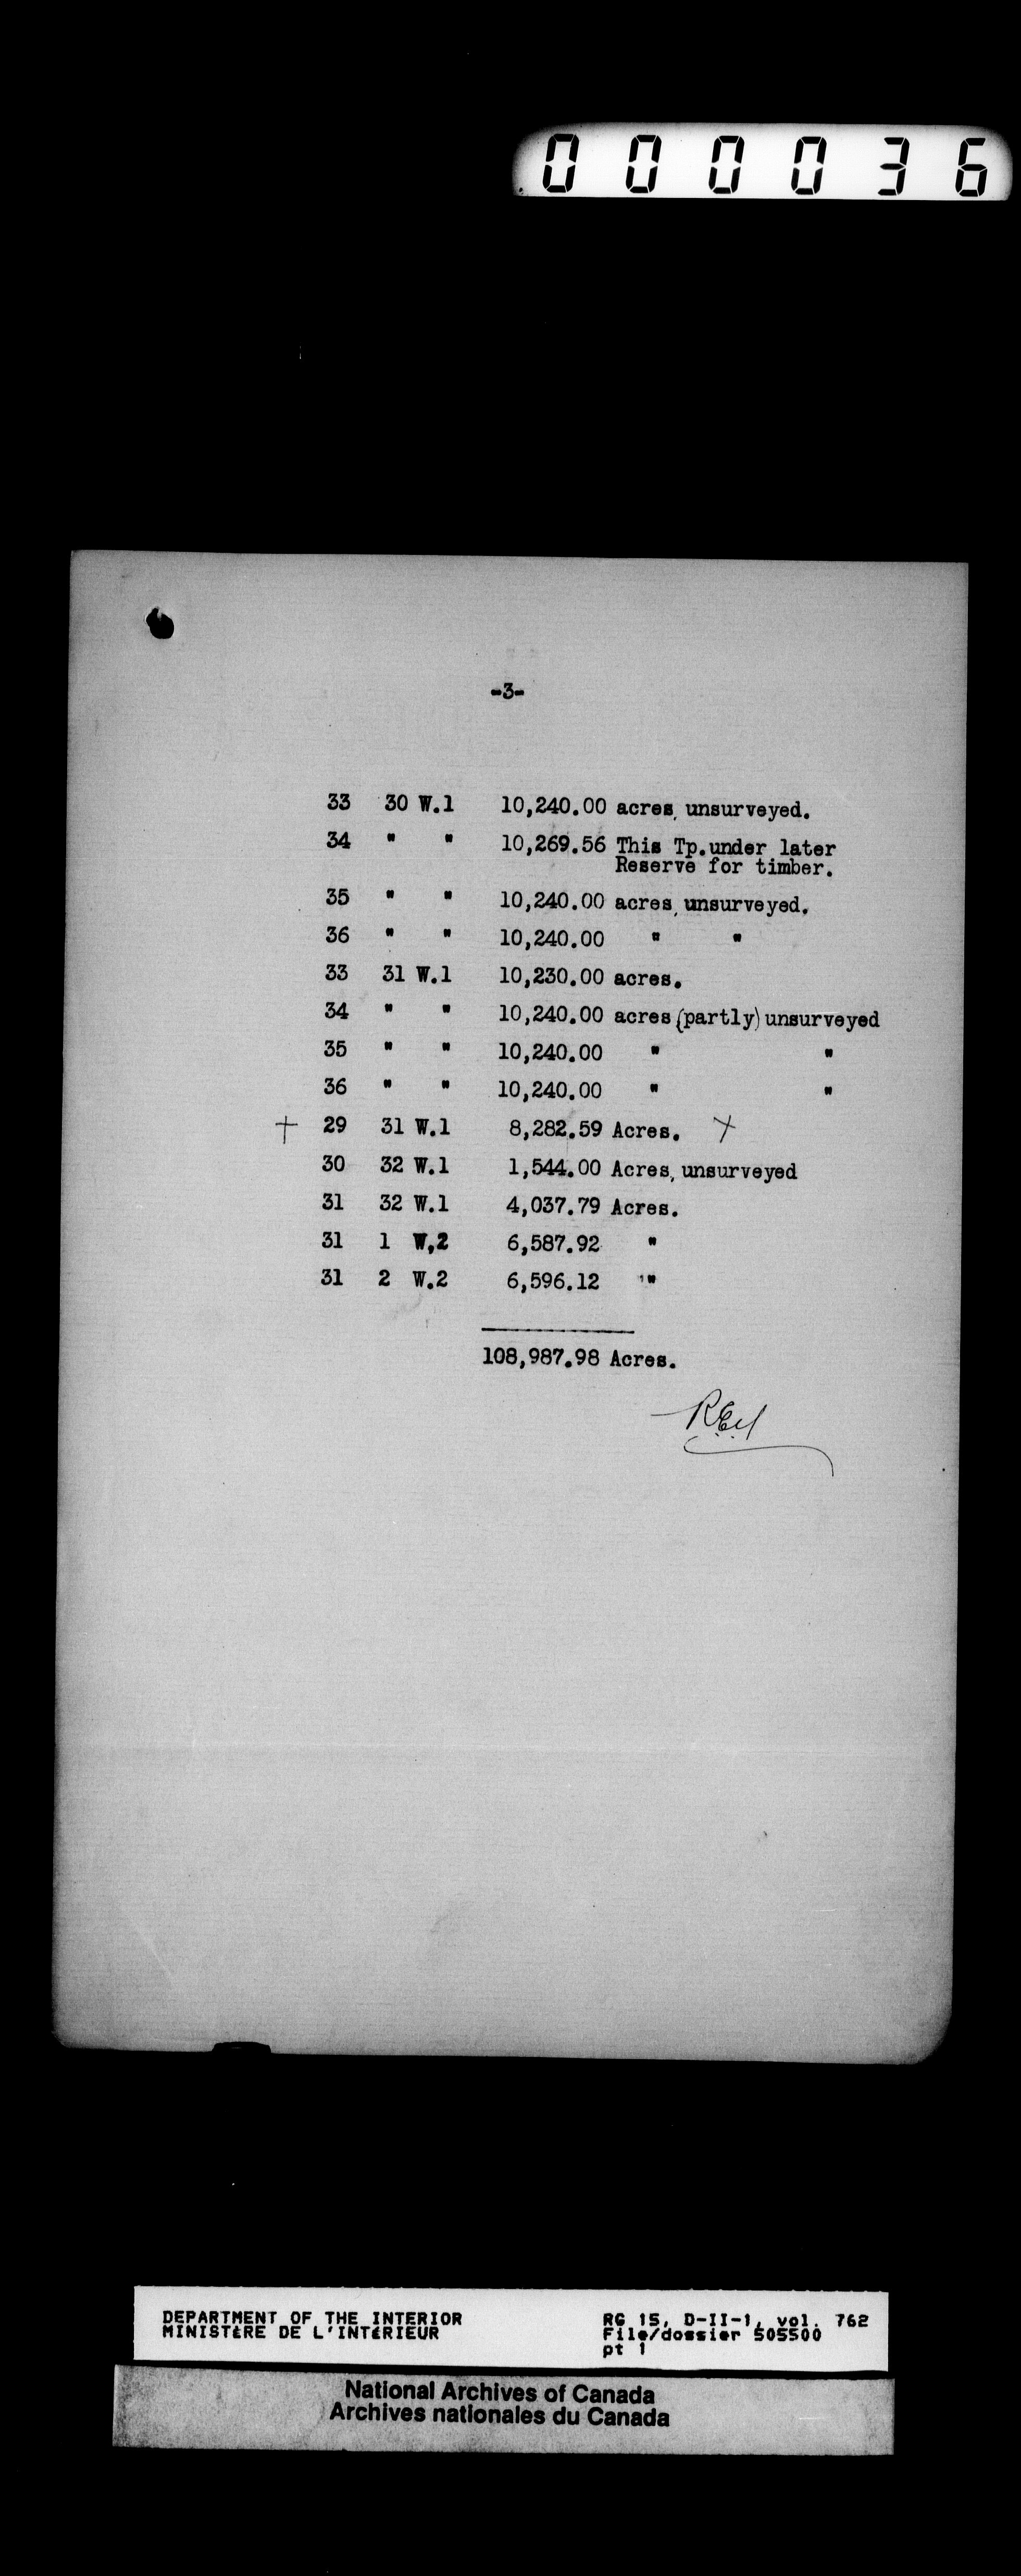 000036
-3-
33 30 W.1 10,240.00 acres, unsurveyed.
34 " " 10,269.56 This Tp.under later
Reserve for timber.
35 " " 10,240.00 acres, unsurveyed.
36 " " 10,240.00 " "
33 31 W.1 10,230.00 acres.
34 " " 10,240.00 acres (partly) unsurveyed
35 " " 10,240.00 " "
36 " " 10,240.00 " "
+ 29 31 W.1 8,282.59 Acres. X
30 32 W.1 1,544.00 Acres, unsurveyed
31 32 W.1 4,037.79 Acres.
31 1 W,2 6,587.92 "
31 2 W.2 6,596.12 "
108,987.98 Acres.
DEPARTMENT OF THE INTERIOR
MINISTÈRE DE L'INTÉRIEUR
RG 15, D-II-1, vol. 762
File/dossier 505500
pt 1
National Archives of Canada
Archives nationales du Canada